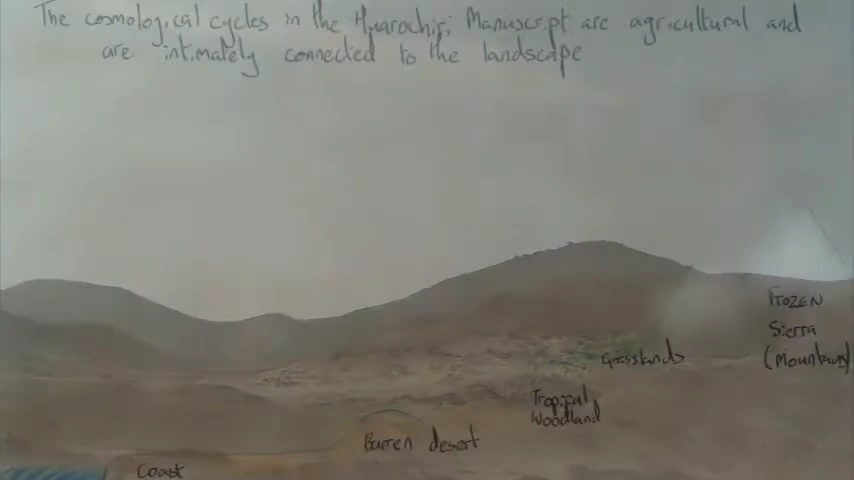 The cosmological cycles in the Huarochiri Manuscript are agricultural and
are intimately connected to the landscape
FROZEN
Sierra
(Mountains)
Grasslands
Tropical
Woodland
Barren desert
Coast